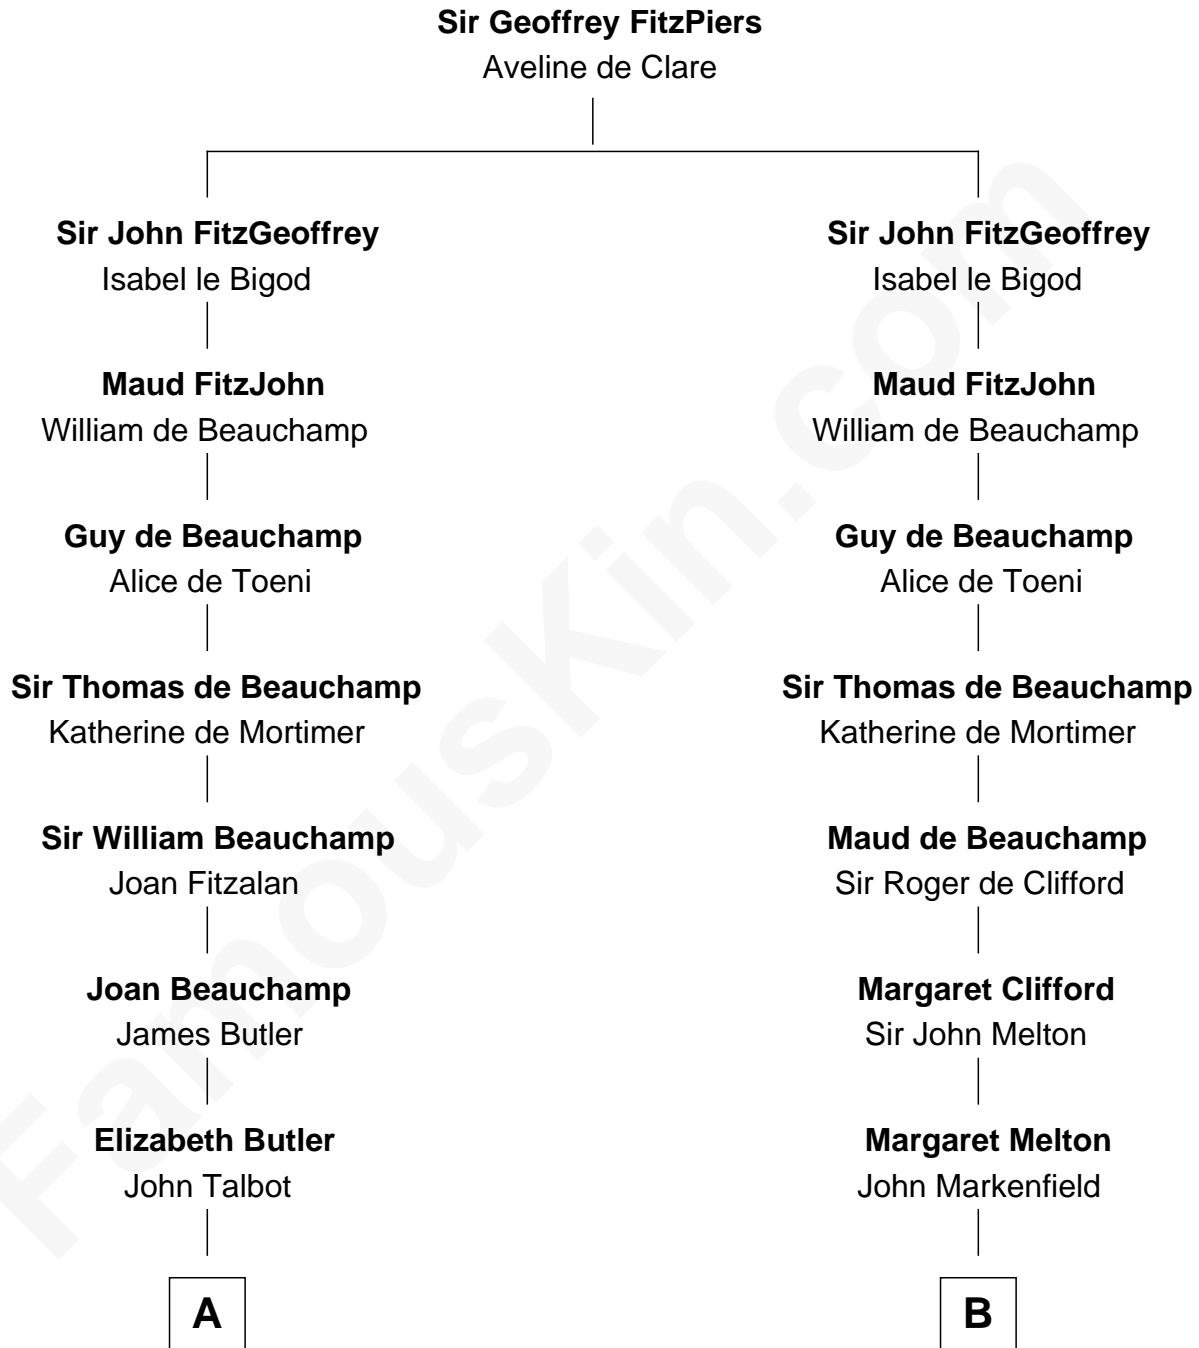 Sir Geoffrey FitzPiers
Aveline de Clare
Sir John FitzGeoffrey
Isabel le Bigod
Maud FitzJohn
William de Beauchamp
Guy de Beauchamp
Alice de Toeni
Sir Thomas de Beauchamp
Katherine de Mortimer
Sir William Beauchamp
Joan Fitzalan
Joan Beauchamp
James Butler
Elizabeth Butler
John Talbot
A
Sir John FitzGeoffrey
Isabel le Bigod
Maud FitzJohn
William de Beauchamp
Guy de Beauchamp
Alice de Toeni
Sir Thomas de Beauchamp
Katherine de Mortimer
Maud de Beauchamp
Sir Roger de Clifford
Margaret Clifford
Sir John Melton
Margaret Melton
John Markenfield
B
FamousKin.com